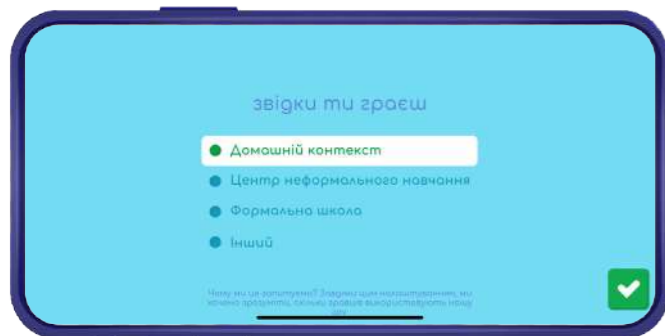 звідки ти граєш
Домашній контекст
Центр неформального навчання
Формальна школа
Інший
Чому ми це запитуємо? Завдяки цим налаштуванням, ми
хочемо зрозуміти, скільки гравців використовують нашу
гру